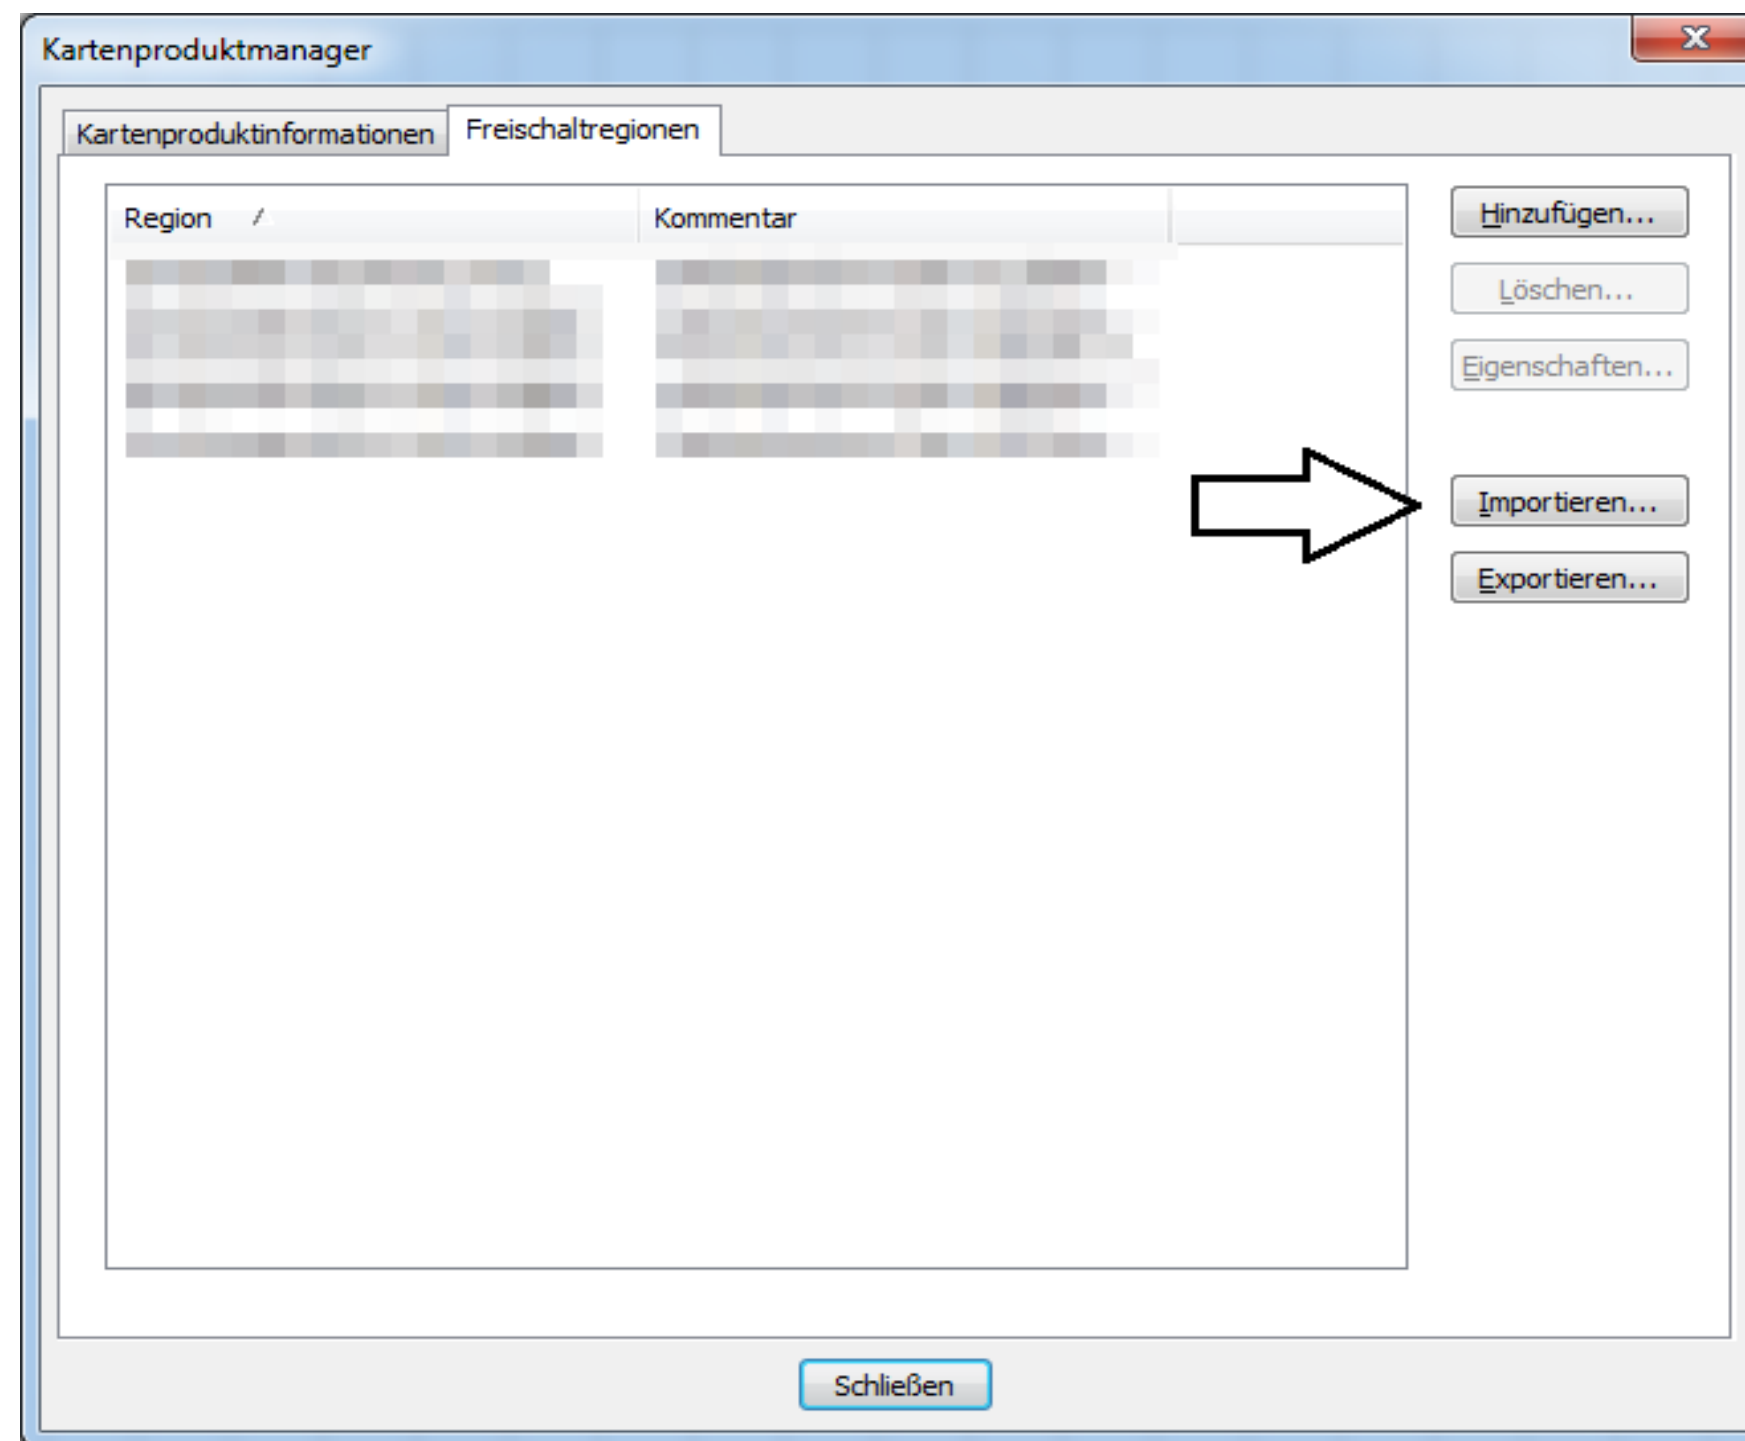 Kartenproduktmanager
Kartenproduktinformationen Freischaltregionen
Region Kommentar
Hinzufügen...
Löschen...
Eigenschaften...
Importieren...
Exportieren...
Schließen